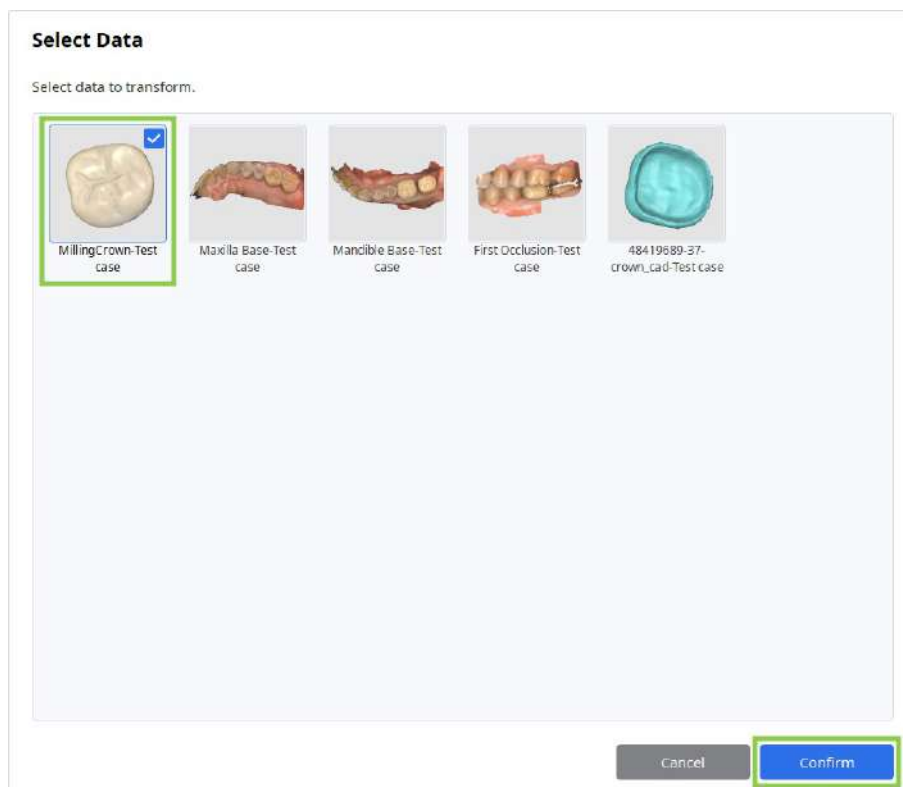 Select Data
Select data to transform.
MillingCrown-Test
case
Maxilla Base-Test
case
Mandible Base-Test
case
First Occlusion-Test
case
48419689-37-
crown_cad-Test case
Cancel
Confirm